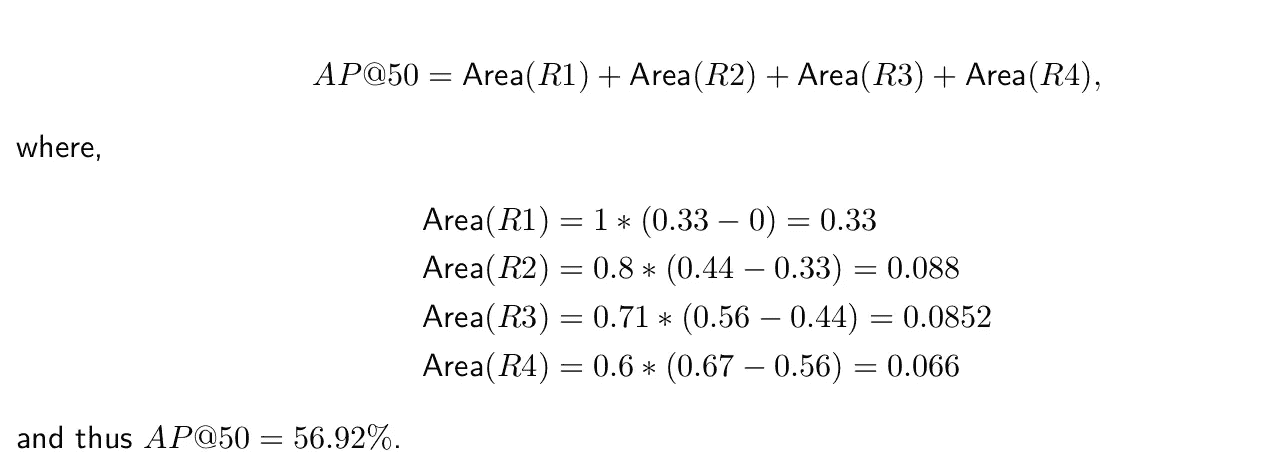 AP@50 = Area(R1) + Area(R2) + Area(R3) + Area(R4),
where,
Area(R1) = 1 ∗ (0.33 − 0) = 0.33
Area(R2) = 0.8 ∗ (0.44 − 0.33) = 0.088
Area(R3) = 0.71 ∗ (0.56 − 0.44) = 0.0852
Area(R4) = 0.6 ∗ (0.67 − 0.56) = 0.066
and thus AP@50 = 56.92%.